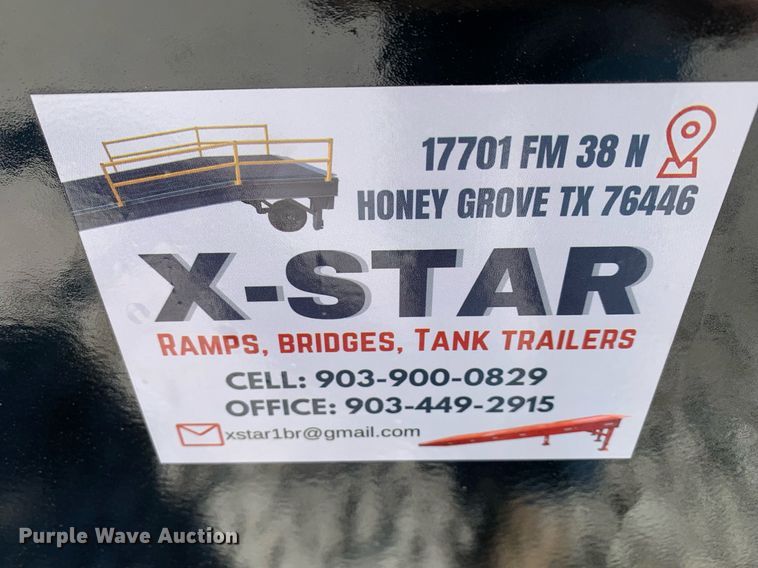 17701 FM 38 N
HONEY GROVE TX 76446
X-STAR
RAMPS, BRIDGES, TANK TRAILERS
CELL: 903-900-0829
OFFICE: 903-449-2915
xstar1br@gmail.com
Purple Wave Auction®